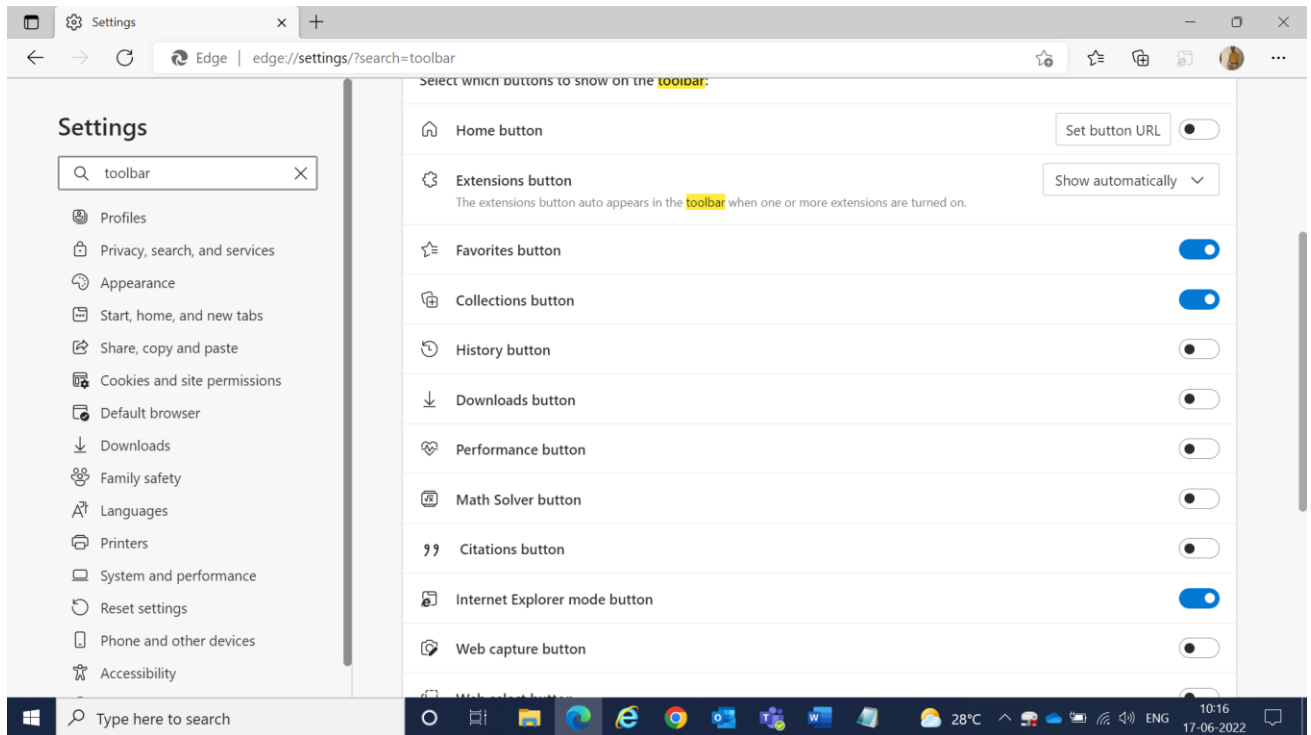 Settings
Edge | edge://settings/?search=toolbar
Settings
toolbar
Profiles
Privacy, search, and services
Appearance
Start, home, and new tabs
Share, copy and paste
Cookies and site permissions
Default browser
Downloads
Family safety
Languages
Printers
System and performance
Reset settings
Phone and other devices
Accessibility
Select which buttons to show on the toolbar:
Home button
Set button URL
Extensions button
The extensions button auto appears in the toolbar when one or more extensions are turned on.
Show automatically
Favorites button
Collections button
History button
Downloads button
Performance button
Math Solver button
Citations button
Internet Explorer mode button
Web capture button
Web select button
Type here to search
28°C
ENG
10:16
17-06-2022